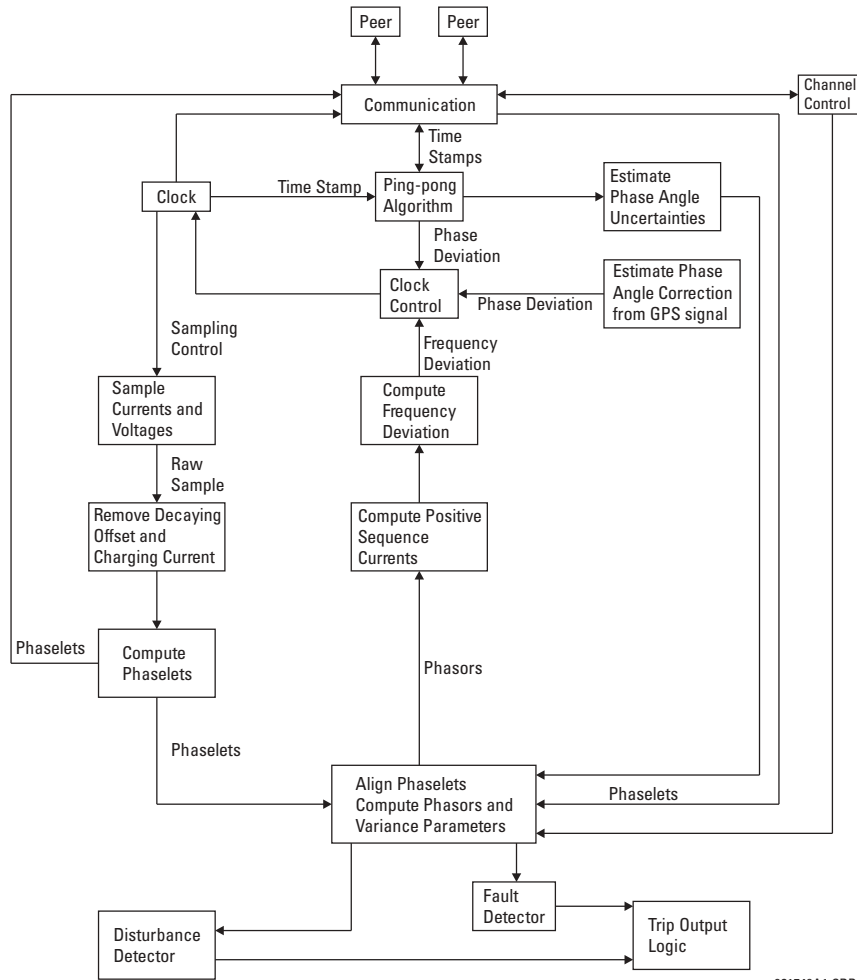 Peer
Peer
Communication
Channel
Control
Time
Stamps
Clock
Time Stamp
Ping-pong
Algorithm
Estimate
Phase Angle
Uncertainties
Phase
Deviation
Clock
Control
Phase Deviation
Estimate Phase
Angle Correction
from GPS signal
Sampling
Control
Frequency
Deviation
Sample
Currents and
Voltages
Compute
Frequency
Deviation
Raw
Sample
Remove Decaying
Offset and
Charging Current
Compute Positive
Sequence
Currents
Phaselets
Compute
Phaselets
Phasors
Phaselets
Align Phaselets
Compute Phasors and
Variance Parameters
Phaselets
Fault
Detector
Disturbance
Detector
Trip Output
Logic